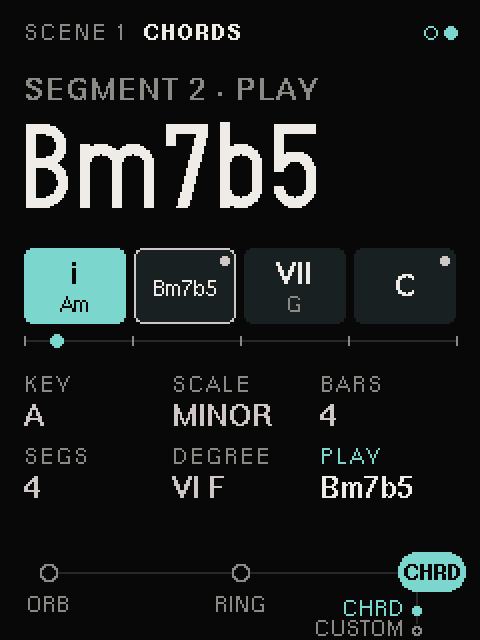 SCENE 1 CHORDS
SEGMENT 2 · PLAY
Bm7b5
i Bm7b5 VII C
Am G
KEY SCALE BARS
A MINOR 4
SEGS DEGREE PLAY
4 VI F Bm7b5
CHRD
ORB RING CHRD
CUSTOM